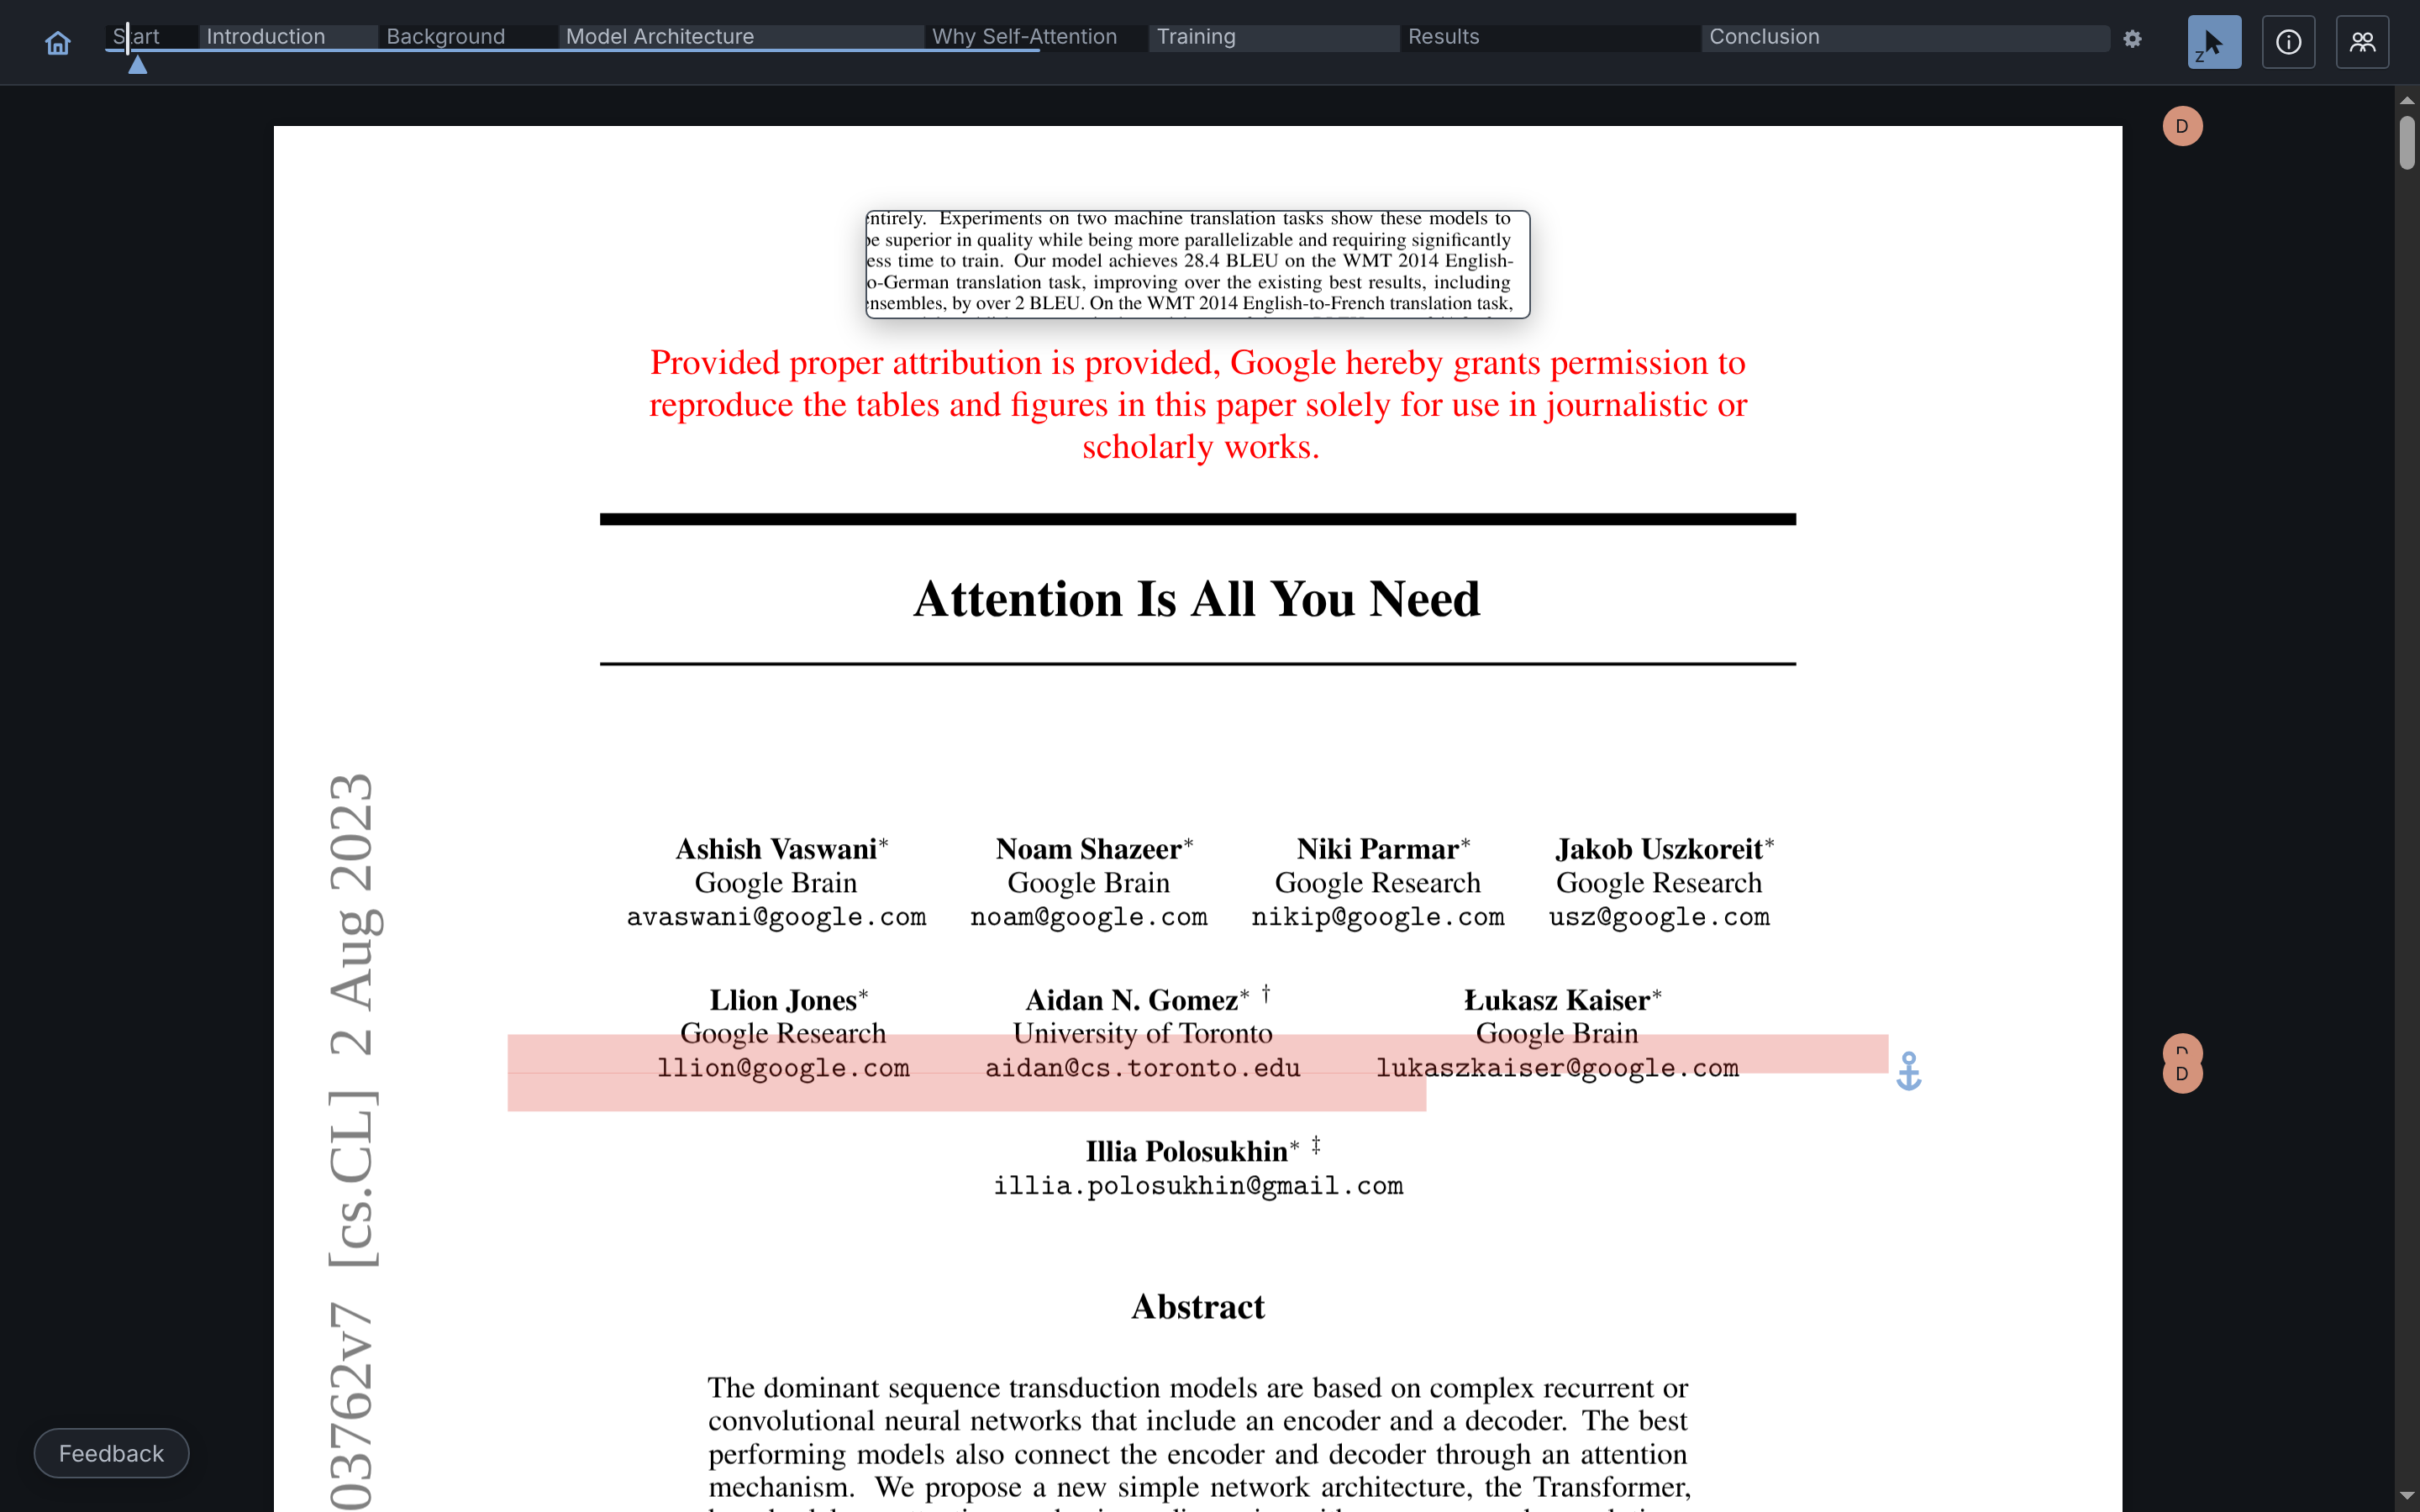 Start Introduction Background Model Architecture Why Self-Attention Training Results Conclusion
Z
D
Experiments on two machine translation tasks show these models to
superior in quality while being more parallelizable and requiring significantly
time to train. Our model achieves 28.4 BLEU on the WMT 2014 English-
o-German translation task, improving over the existing best results, including
by over 2 BLEU. On the WMT 2014 English-to-French translation task,
Provided proper attribution is provided, Google hereby grants permission to
reproduce the tables and figures in this paper solely for use in journalistic or
scholarly works.
Attention Is All You Need
Ashish Vaswani* Noam Shazeer* Niki Parmar* Jakob Uszkoreit*
Google Brain Google Brain Google Research Google Research
avaswani@google.com noam@google.com nikip@google.com usz@google.com
Llion Jones* Aidan N. Gomez* † Łukasz Kaiser*
Google Research University of Toronto Google Brain
llion@google.com aidan@cs.toronto.edu lukaszkaiser@google.com
D
Illia Polosukhin* ‡
illia.polosukhin@gmail.com
03762v7 [cs.CL] 2 Aug 2023
Abstract
The dominant sequence transduction models are based on complex recurrent or
convolutional neural networks that include an encoder and a decoder. The best
performing models also connect the encoder and decoder through an attention
mechanism. We propose a new simple network architecture, the Transformer,
Feedback